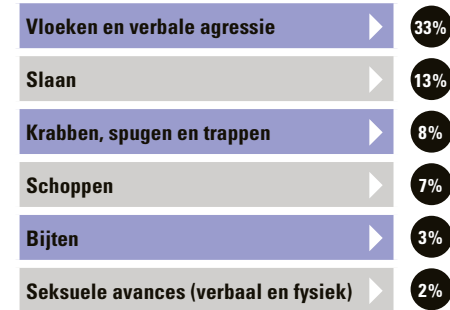 Vloeken en verbale agressie 33%
Slaan 13%
Krabben, spugen en trappen 8%
Schoppen 7%
Bijten 3%
Seksuele avances (verbaal en fysiek) 2%